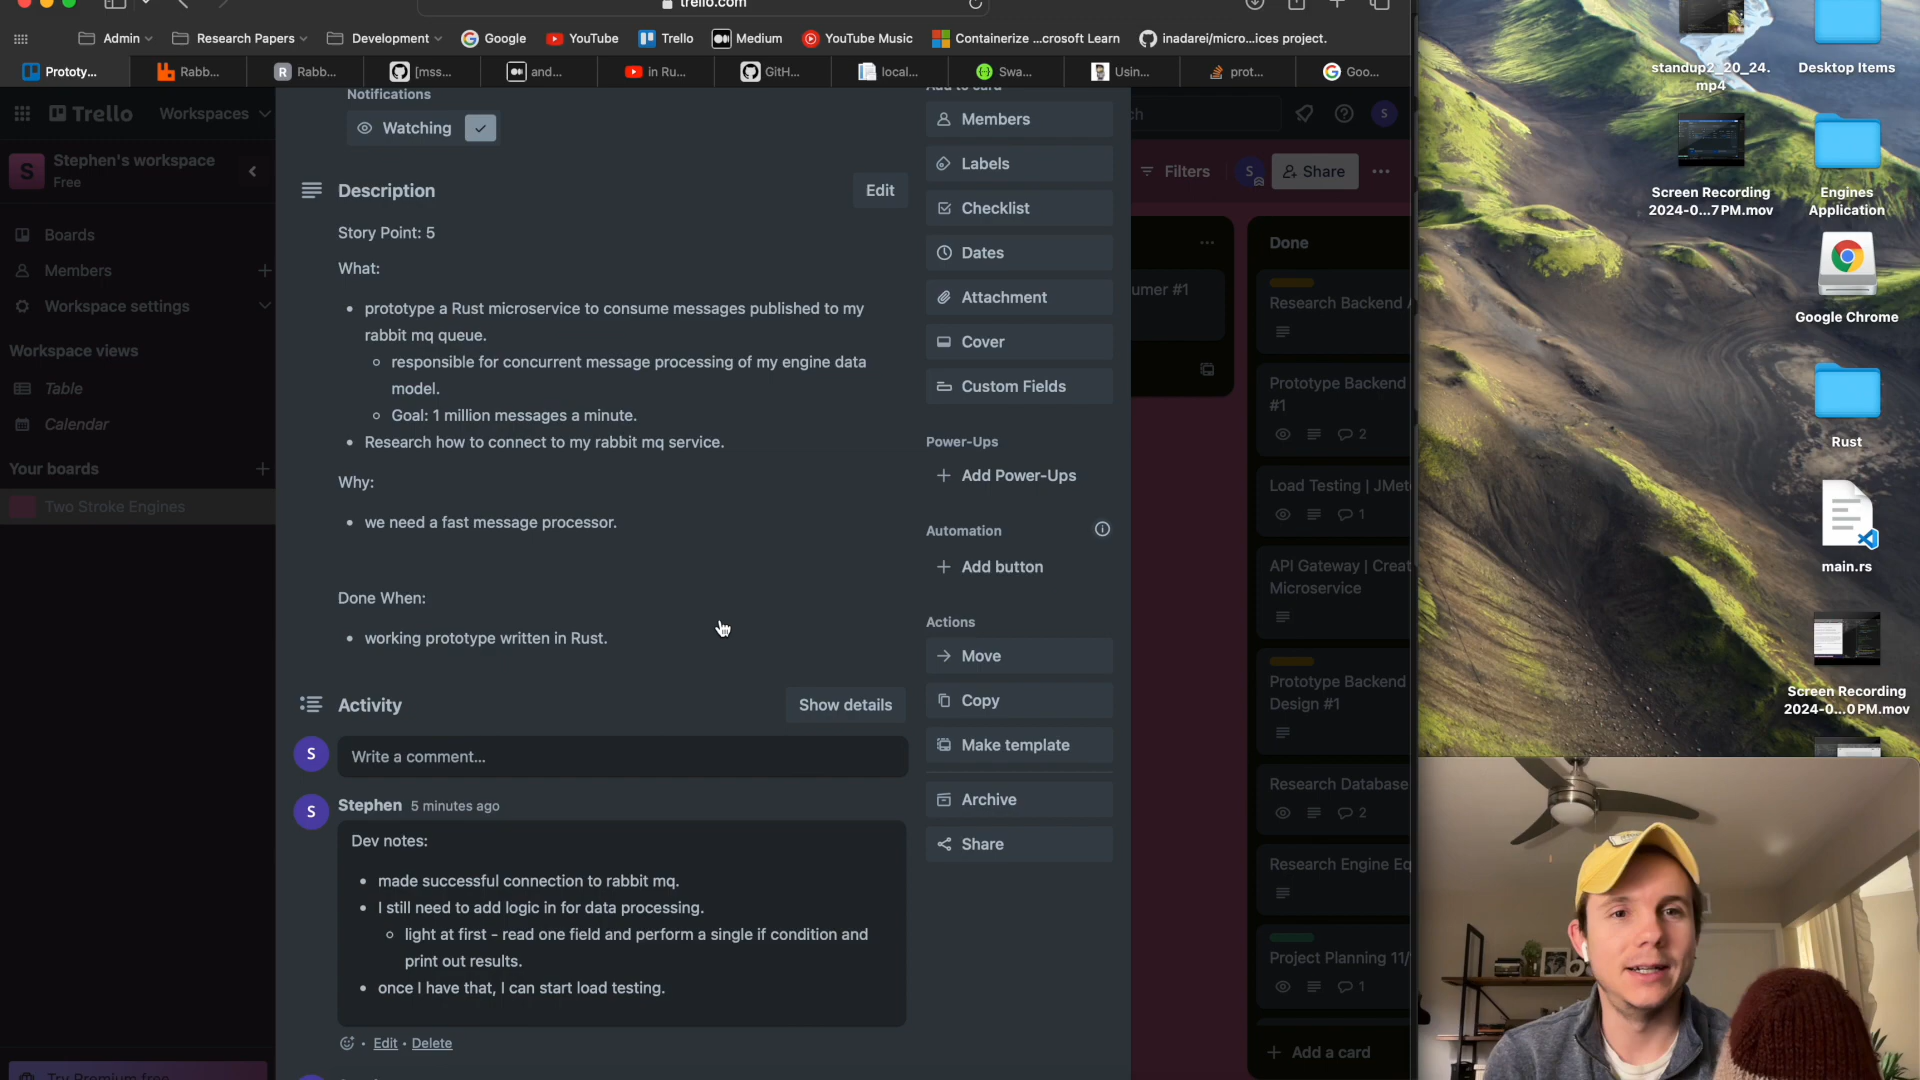 trello.com
Admin
Research Papers
Development
Google
YouTube
Trello
Medium
YouTube Music
Containerize ...crosoft Learn
inadarei/micro...ices project.
Prototy...
Rabb...
R
Rabb...
[mss...
and...
in Ru...
GitH...
local...
Swa...
Usin...
prot...
Goo...
Trello
Workspaces
S
Stephen's workspace
Free
Boards
Members
Workspace settings
Workspace views
Table
Calendar
Your boards
Two Stroke Engines
Try Premium free
Notifications
Watching
Description
Edit
Story Point: 5
What:
prototype a Rust microservice to consume messages published to my
rabbit mq queue.
responsible for concurrent message processing of my engine data
model.
Goal: 1 million messages a minute.
Research how to connect to my rabbit mq service.
Why:
we need a fast message processor.
Done When:
working prototype written in Rust.
Activity
Show details
S
Write a comment...
S
Stephen 5 minutes ago
Dev notes:
made successful connection to rabbit mq.
I still need to add logic in for data processing.
light at first - read one field and perform a single if condition and
print out results.
once I have that, I can start load testing.
Edit • Delete
Add to card
Members
Labels
Checklist
Dates
Attachment
Cover
Custom Fields
Power-Ups
Add Power-Ups
Automation
Add button
Actions
Move
Copy
Make template
Archive
Share
ch
S
Filters
S
Share
umer #1
Done
Research Backend
Prototype Backend
#1
2
Load Testing | JMet
1
API Gateway | Creat
Microservice
Prototype Backend
Design #1
Research Database
2
Research Engine Eq
Project Planning 11/
1
Add a card
standup2_20_24.
mp4
Desktop Items
Screen Recording
2024-0...7PM.mov
Engines
Application
Google Chrome
Rust
main.rs
Screen Recording
2024-0...0PM.mov